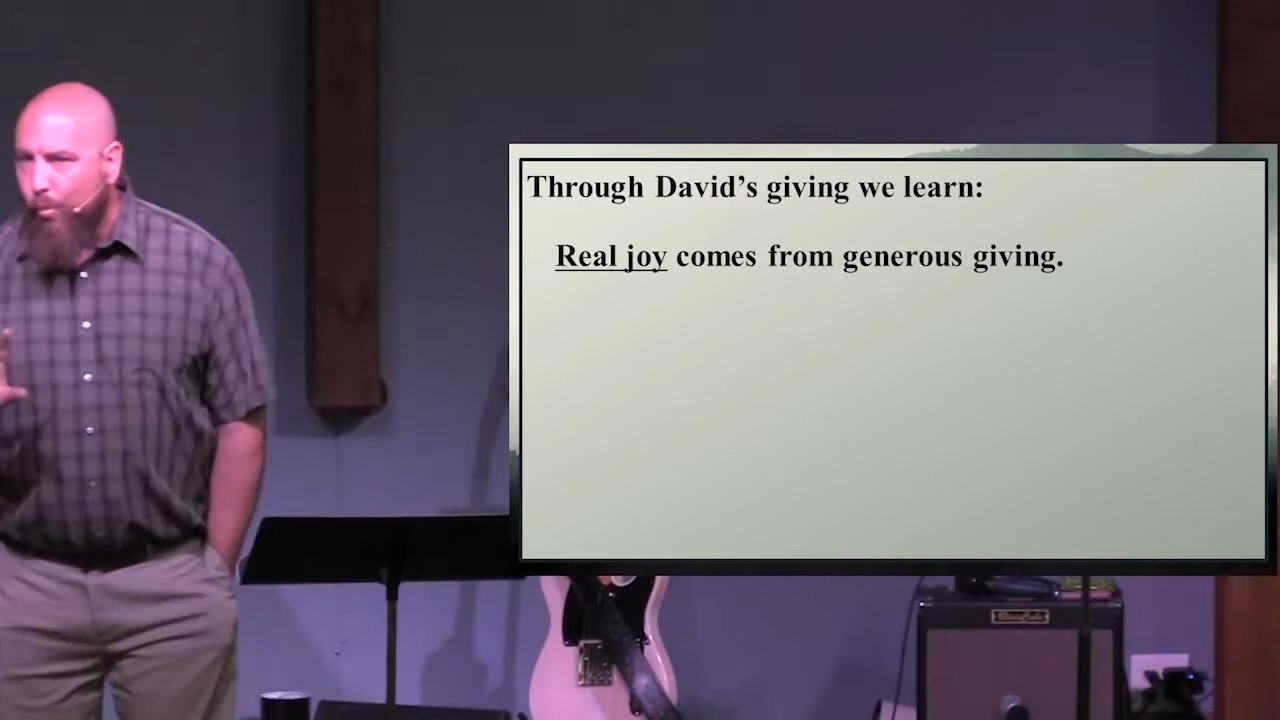 Through David’s giving we learn:
Real joy comes from generous giving.